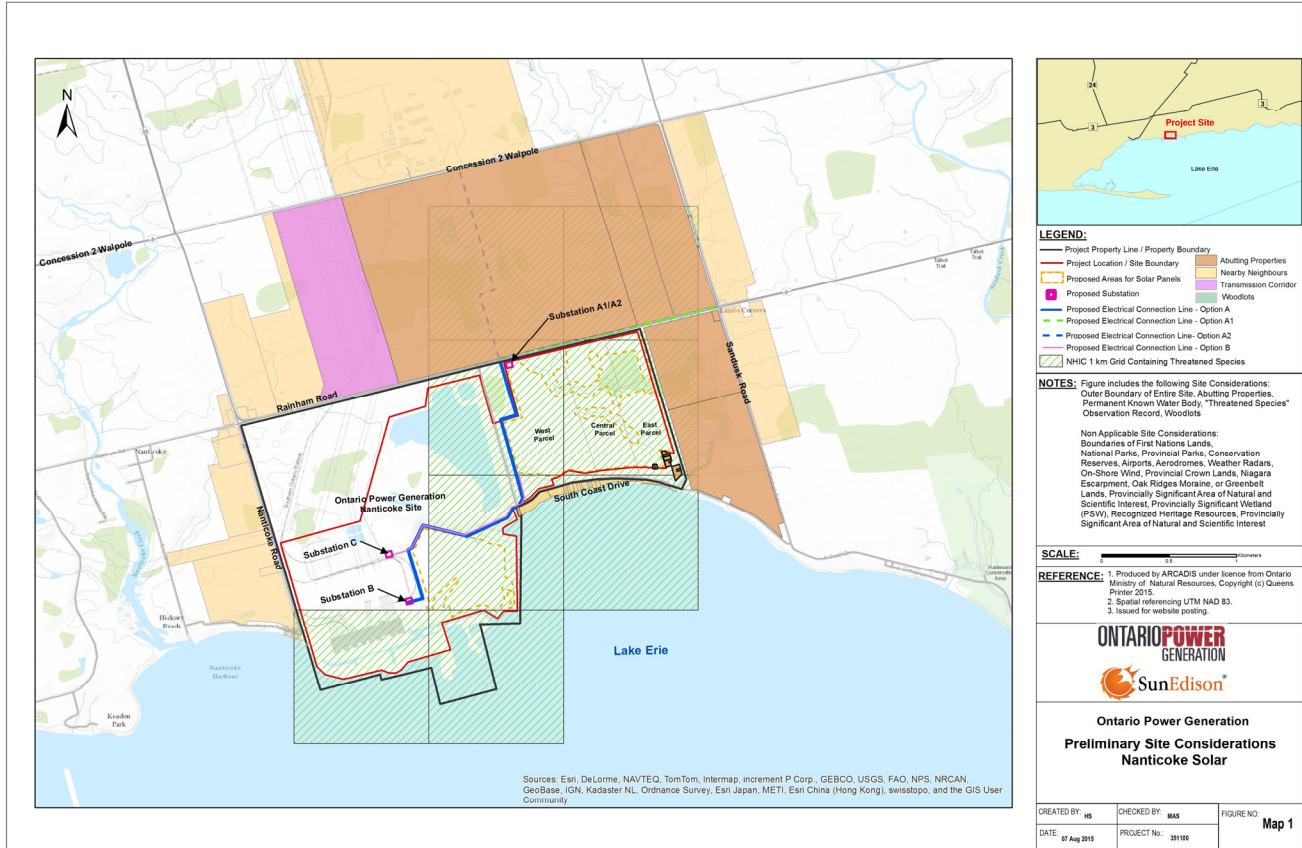 N
Concession 2 Walpole
Concession 2 Walpole
Talbot
Trail
Talbot
Trail
Sandusk Creek
Substation A1/A2
Sandusk Road
Rainham Road
West
Parcel
Central
Parcel
East
Parcel
Nanticoke
Ontario Power Generation
Nanticoke Site
South Coast Drive
Nanticoke Road
Nanticoke Creek
Substation C
Substation B
Hickory
Beach
Conservation
Area
Nanticoke
Harbour
Lake Erie
Keadon
Park
Sources: Esri, DeLorme, NAVTEQ, TomTom, Intermap, increment P Corp., GEBCO, USGS, FAO, NPS, NRCAN,
GeoBase, IGN, Kadaster NL, Ordnance Survey, Esri Japan, METI, Esri China (Hong Kong), swisstopo, and the GIS User
Community
24
3
3
Project Site
Lake Erie
LEGEND:
Project Property Line / Property Boundary
Project Location / Site Boundary
Proposed Areas for Solar Panels
Proposed Substation
Proposed Electrical Connection Line - Option A
Proposed Electrical Connection Line - Option A1
Proposed Electrical Connection Line- Option A2
Proposed Electrical Connection Line - Option B
NHIC 1 km Grid Containing Threatened Species
Abutting Properties
Nearby Neighbours
Transmission Corridor
Woodlots
NOTES: Figure includes the following Site Considerations:
Outer Boundary of Entire Site, Abutting Properties,
Permanent Known Water Body, "Threatened Species"
Observation Record, Woodlots
Non Applicable Site Considerations:
Boundaries of First Nations Lands,
National Parks, Provincial Parks, Conservation
Reserves, Airports, Aerodromes, Weather Radars,
On-Shore Wind, Provincial Crown Lands, Niagara
Escarpment, Oak Ridges Moraine, or Greenbelt
Lands, Provincially Significant Area of Natural and
Scientific Interest, Provincially Significant Wetland
(PSW), Recognized Heritage Resources, Provincially
Significant Area of Natural and Scientific Interest
SCALE:
0 0.5 1 Kilometers
REFERENCE: 1. Produced by ARCADIS under licence from Ontario
Ministry of Natural Resources, Copyright (c) Queens
Printer 2015.
2. Spatial referencing UTM NAD 83.
3. Issued for website posting.
ONTARIOPOWER
GENERATION
SunEdison®
Ontario Power Generation
Preliminary Site Considerations
Nanticoke Solar
CREATED BY: HS
CHECKED BY: MAS
FIGURE NO: Map 1
DATE: 07 Aug 2015
PROJECT No.: 351100